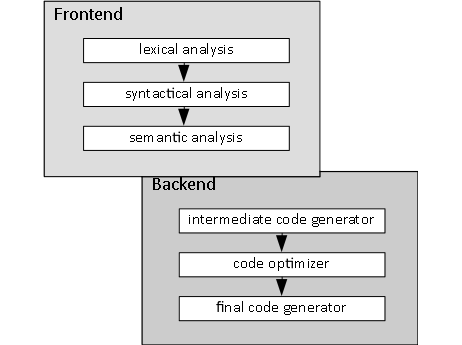 Frontend
lexical analysis
syntactical analysis
semantic analysis
Backend
intermediate code generator
code optimizer
final code generator